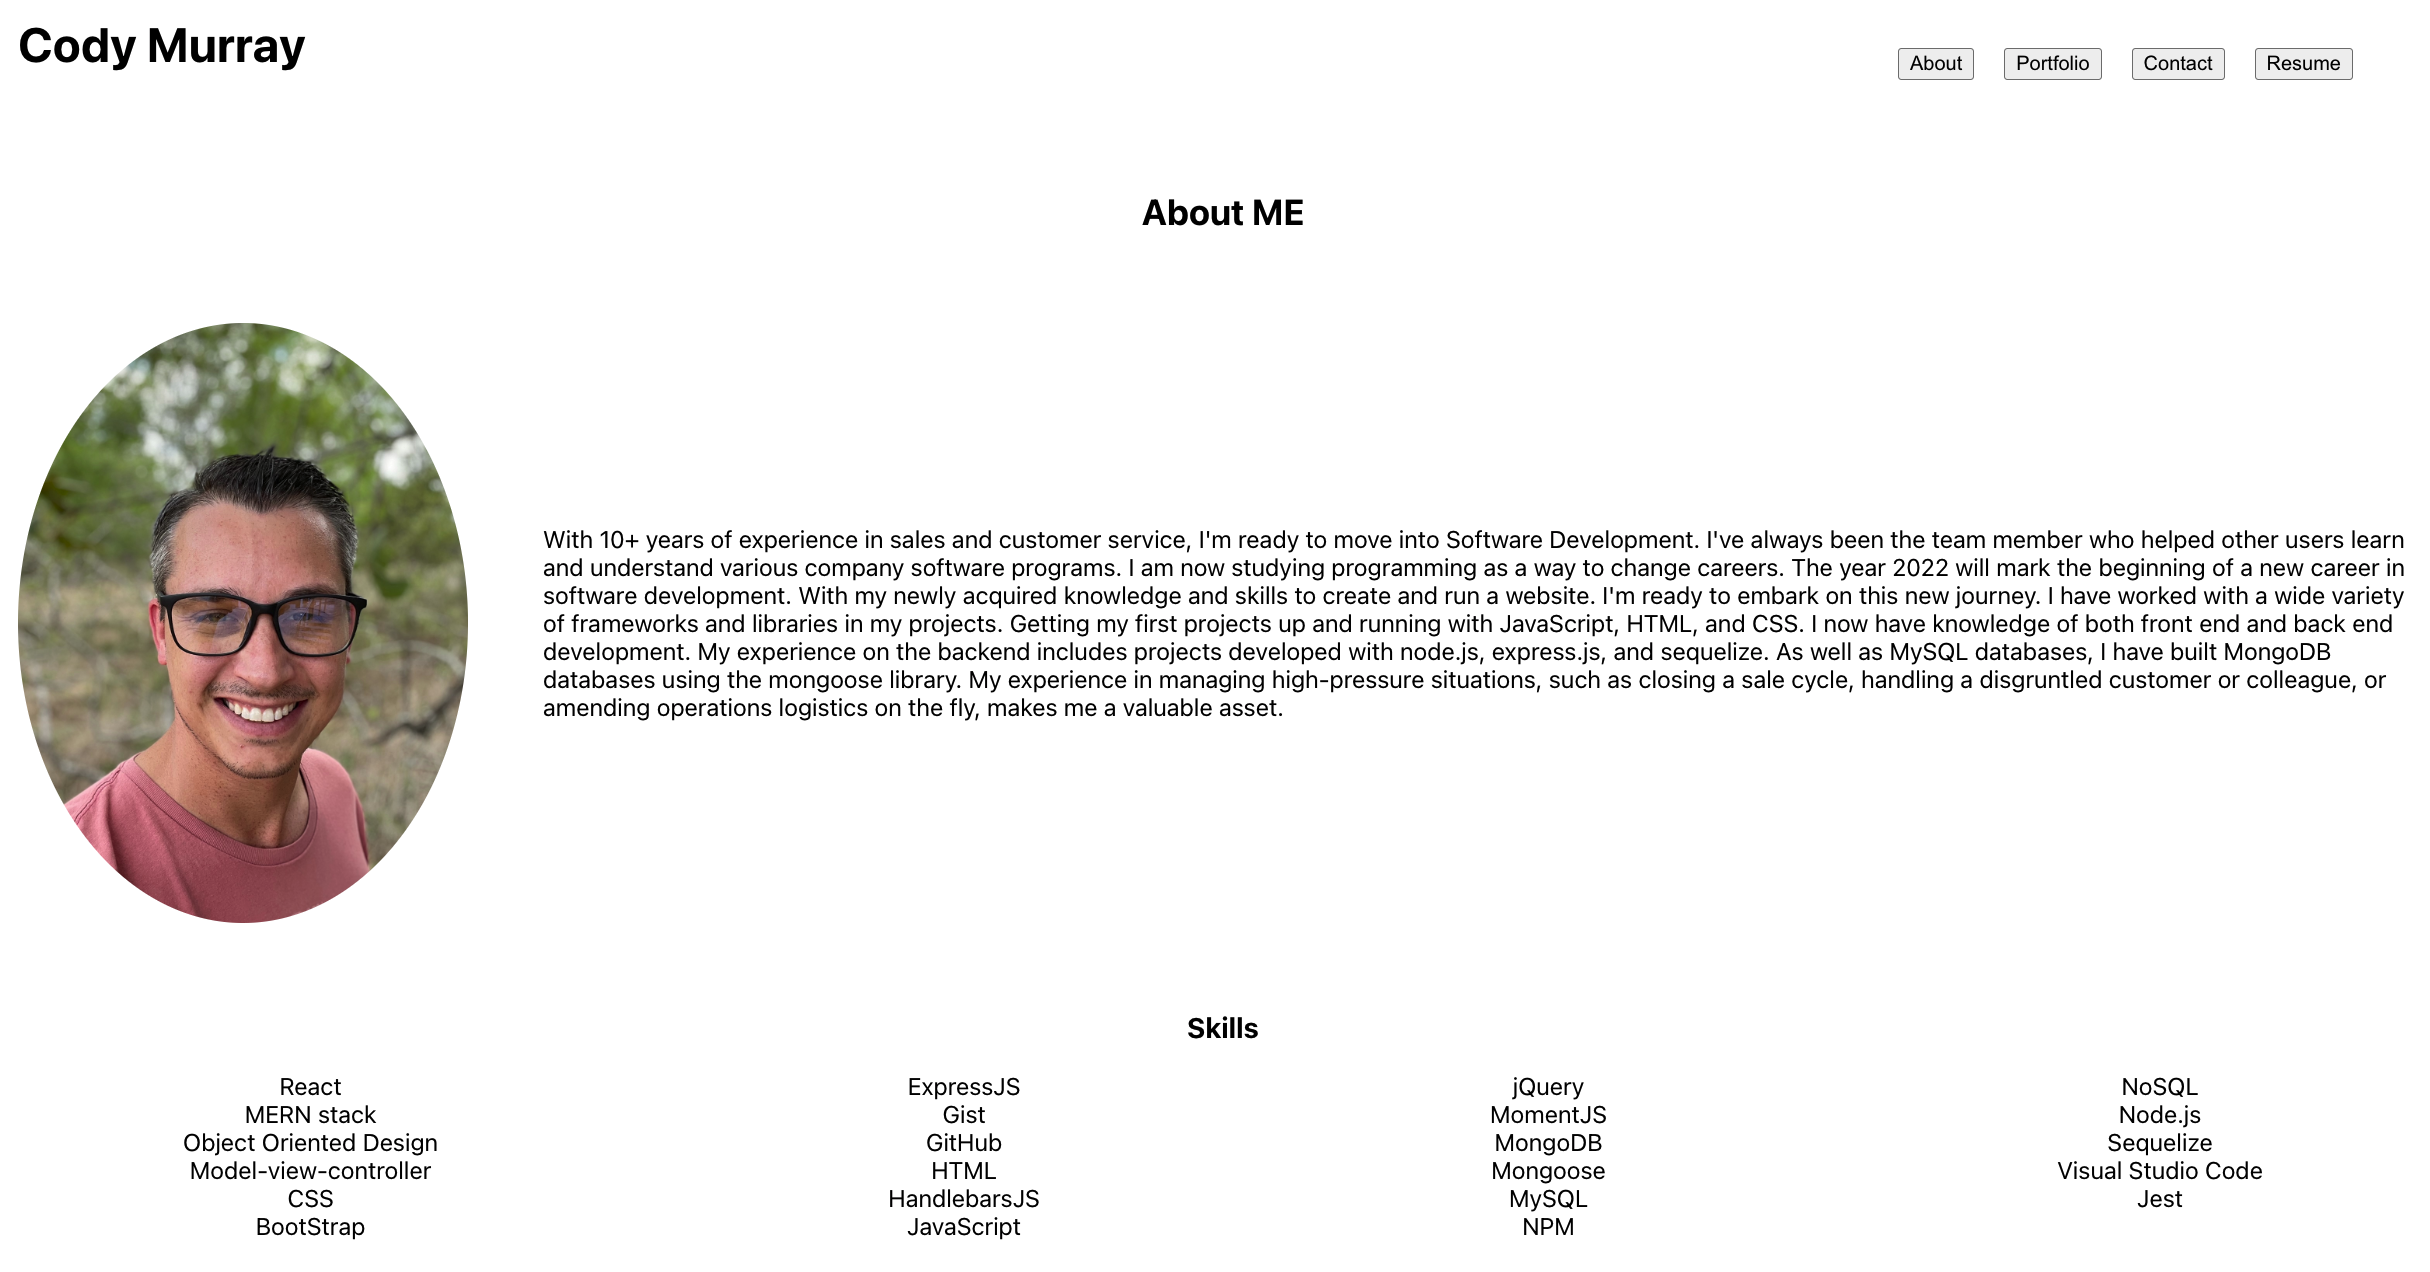 Cody Murray
About
Portfolio
Contact
Resume
About ME
With 10+ years of experience in sales and customer service, I'm ready to move into Software Development. I've always been the team member who helped other users learn
and understand various company software programs. I am now studying programming as a way to change careers. The year 2022 will mark the beginning of a new career in
software development. With my newly acquired knowledge and skills to create and run a website. I'm ready to embark on this new journey. I have worked with a wide variety
of frameworks and libraries in my projects. Getting my first projects up and running with JavaScript, HTML, and CSS. I now have knowledge of both front end and back end
development. My experience on the backend includes projects developed with node.js, express.js, and sequelize. As well as MySQL databases, I have built MongoDB
databases using the mongoose library. My experience in managing high-pressure situations, such as closing a sale cycle, handling a disgruntled customer or colleague, or
amending operations logistics on the fly, makes me a valuable asset.
Skills
React
MERN stack
Object Oriented Design
Model-view-controller
CSS
BootStrap
ExpressJS
Gist
GitHub
HTML
HandlebarsJS
JavaScript
jQuery
MomentJS
MongoDB
Mongoose
MySQL
NPM
NoSQL
Node.js
Sequelize
Visual Studio Code
Jest